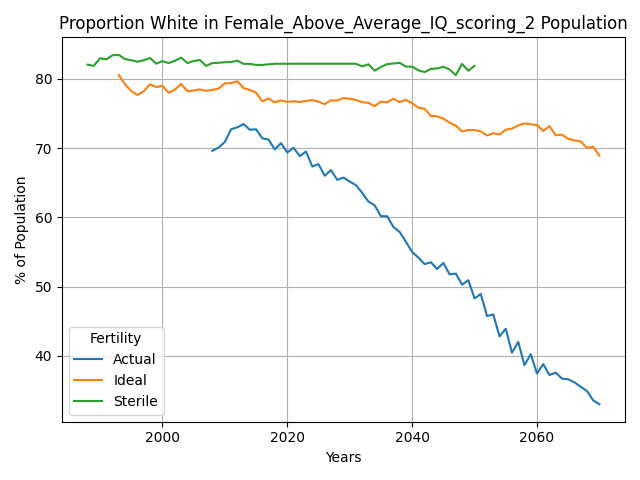 Proportion White in Female_Above_Average_IQ_scoring_2 Population
% of Population
80
70
60
50
40
Fertility
Actual
Ideal
Sterile
2000
2020
2040
2060
Years